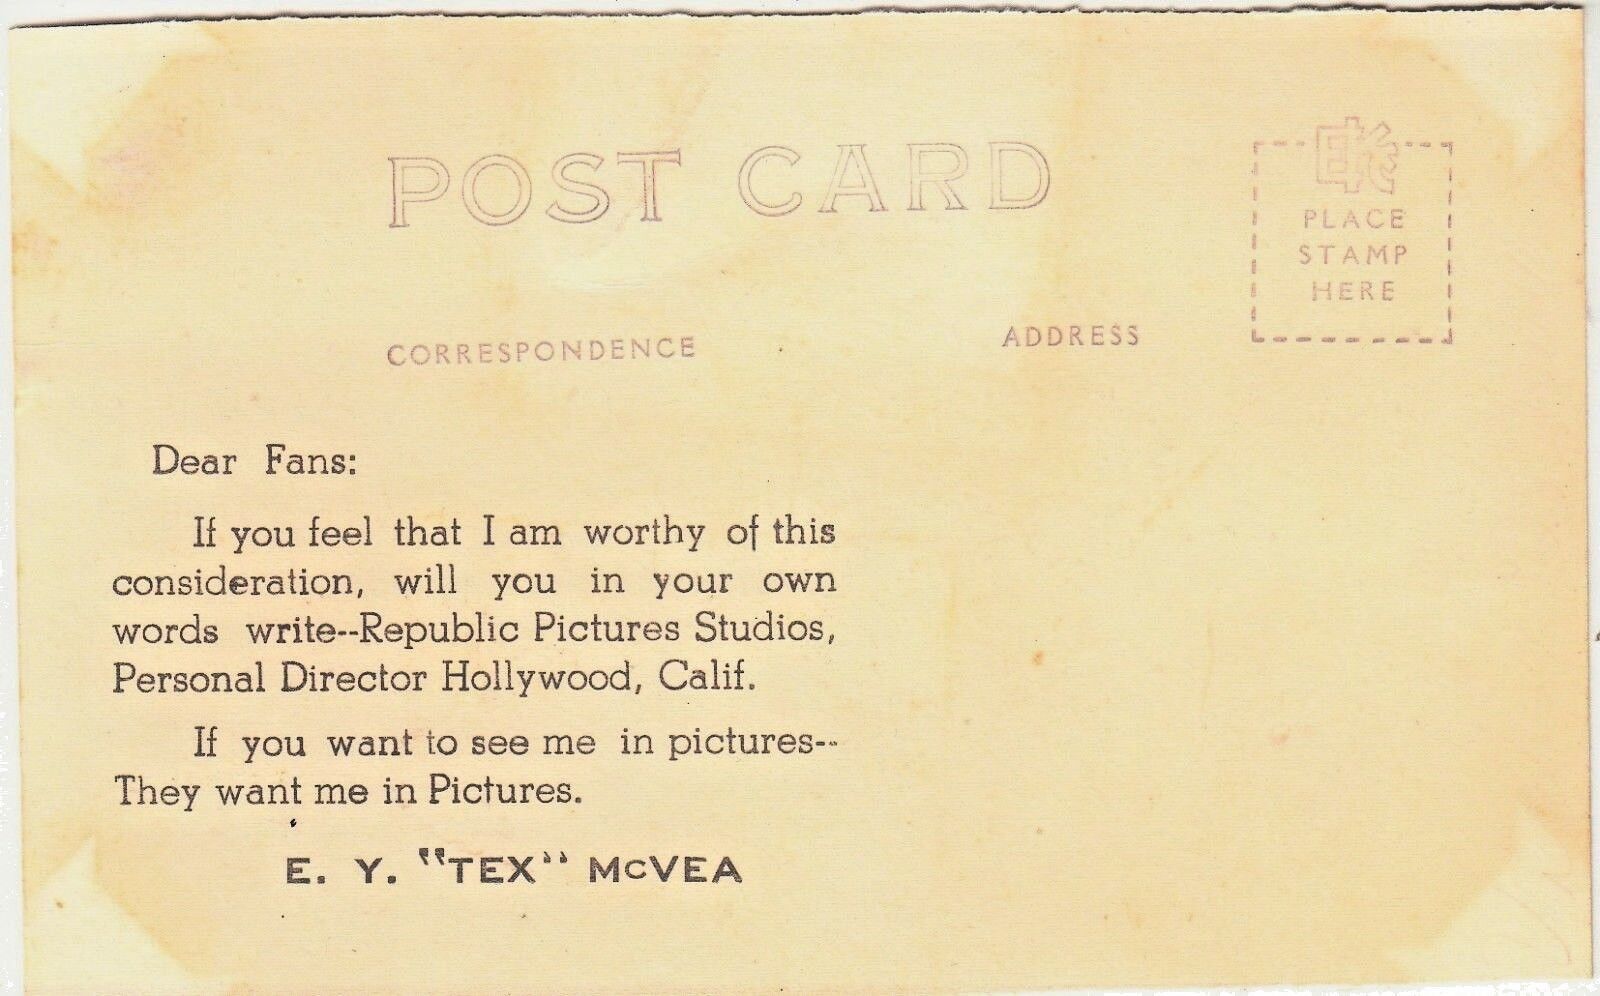 POST CARD
EKC
PLACE
STAMP
HERE
CORRESPONDENCE
ADDRESS
Dear Fans:
If you feel that I am worthy of this
consideration, will you in your own
words write--Republic Pictures Studios,
Personal Director Hollywood, Calif.
If you want to see me in pictures--
They want me in Pictures.
E. Y. "TEX" McVEA